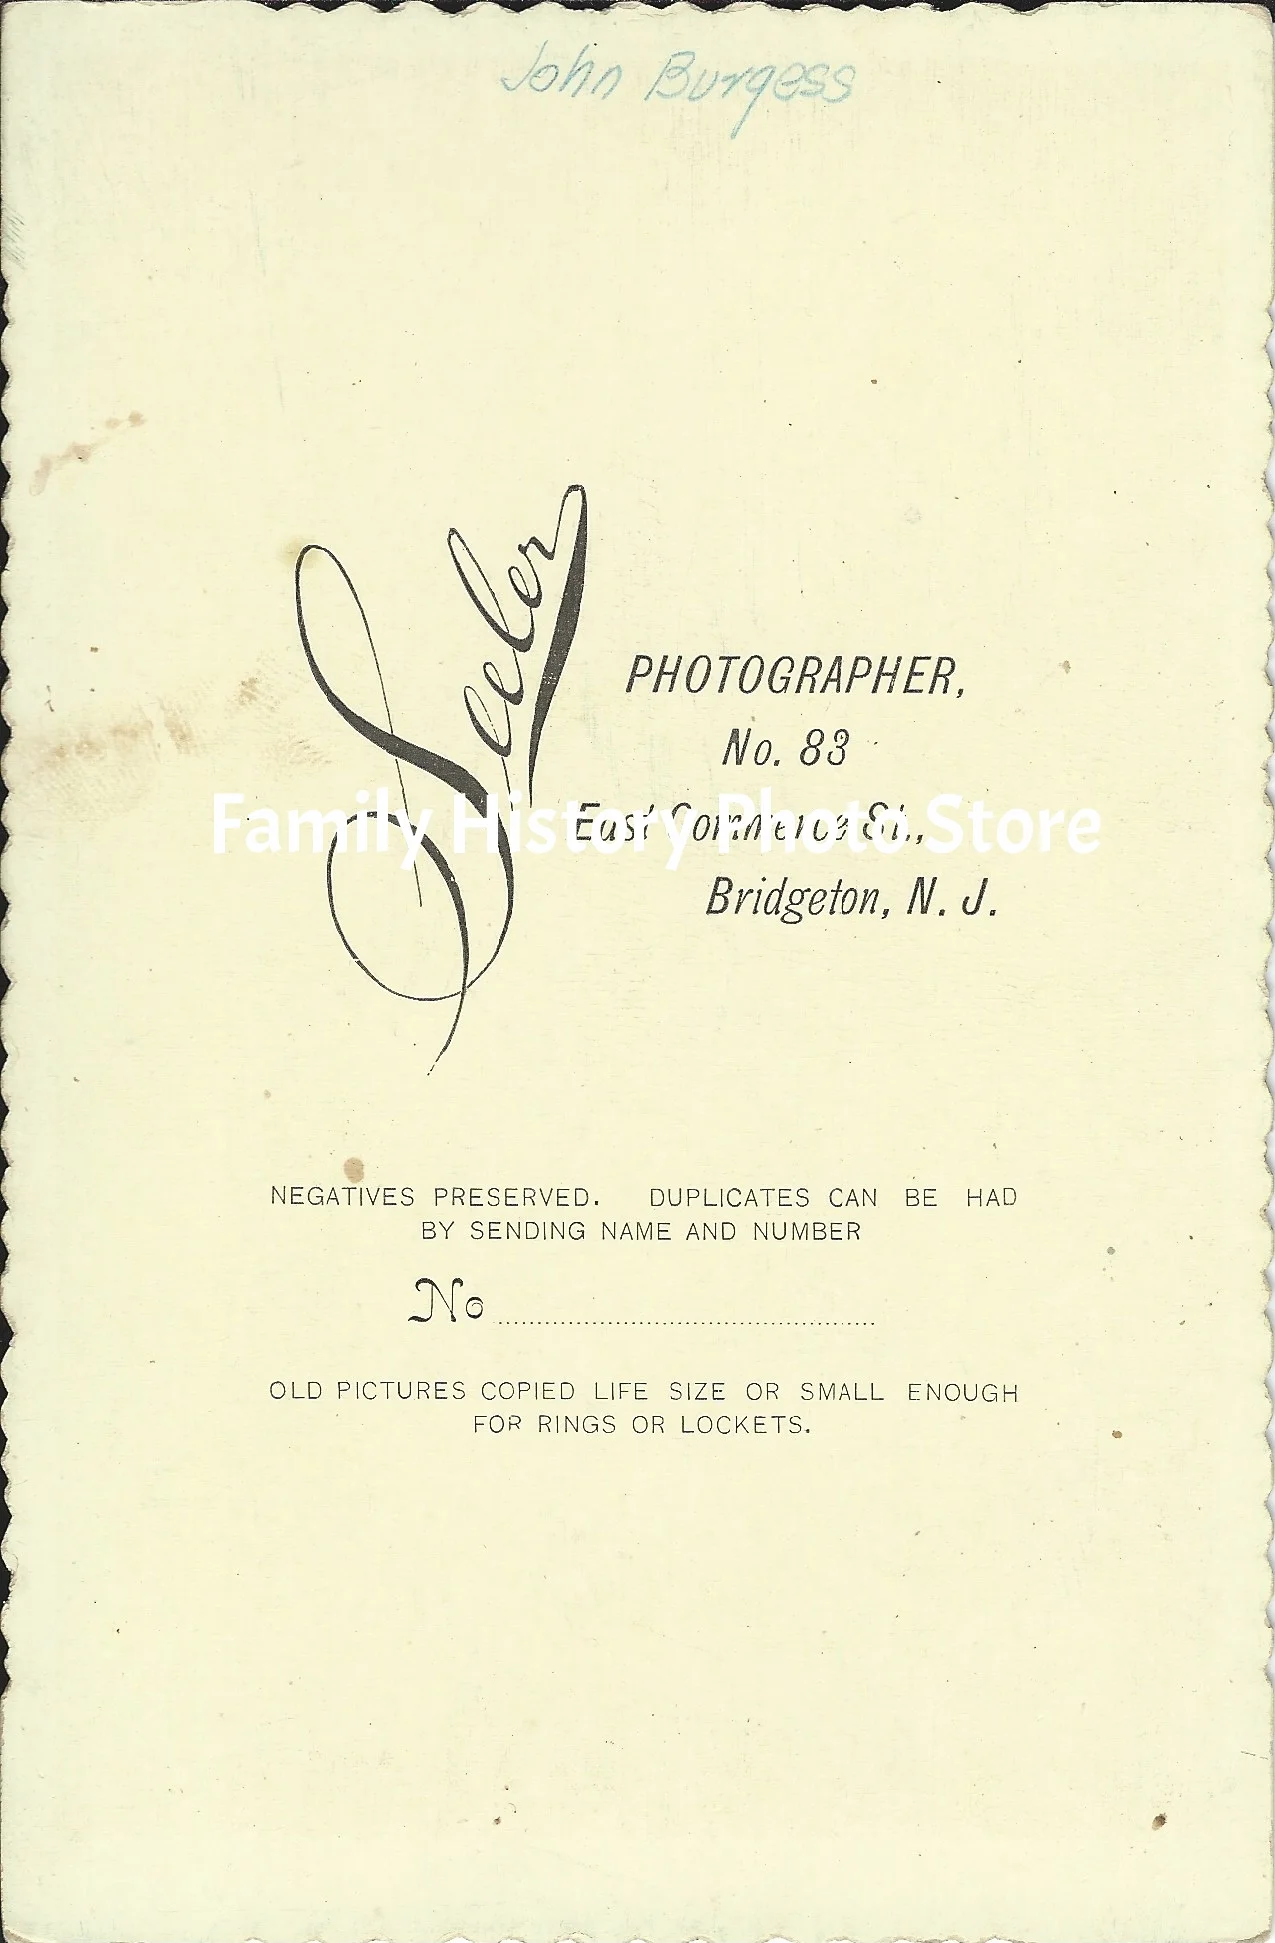 John Burgess
Seeler
PHOTOGRAPHER,
No. 83
East Commerce St.,
Family History Photo Store
Bridgeton, N. J.
NEGATIVES PRESERVED. DUPLICATES CAN BE HAD
BY SENDING NAME AND NUMBER
No
OLD PICTURES COPIED LIFE SIZE OR SMALL ENOUGH
FOR RINGS OR LOCKETS.